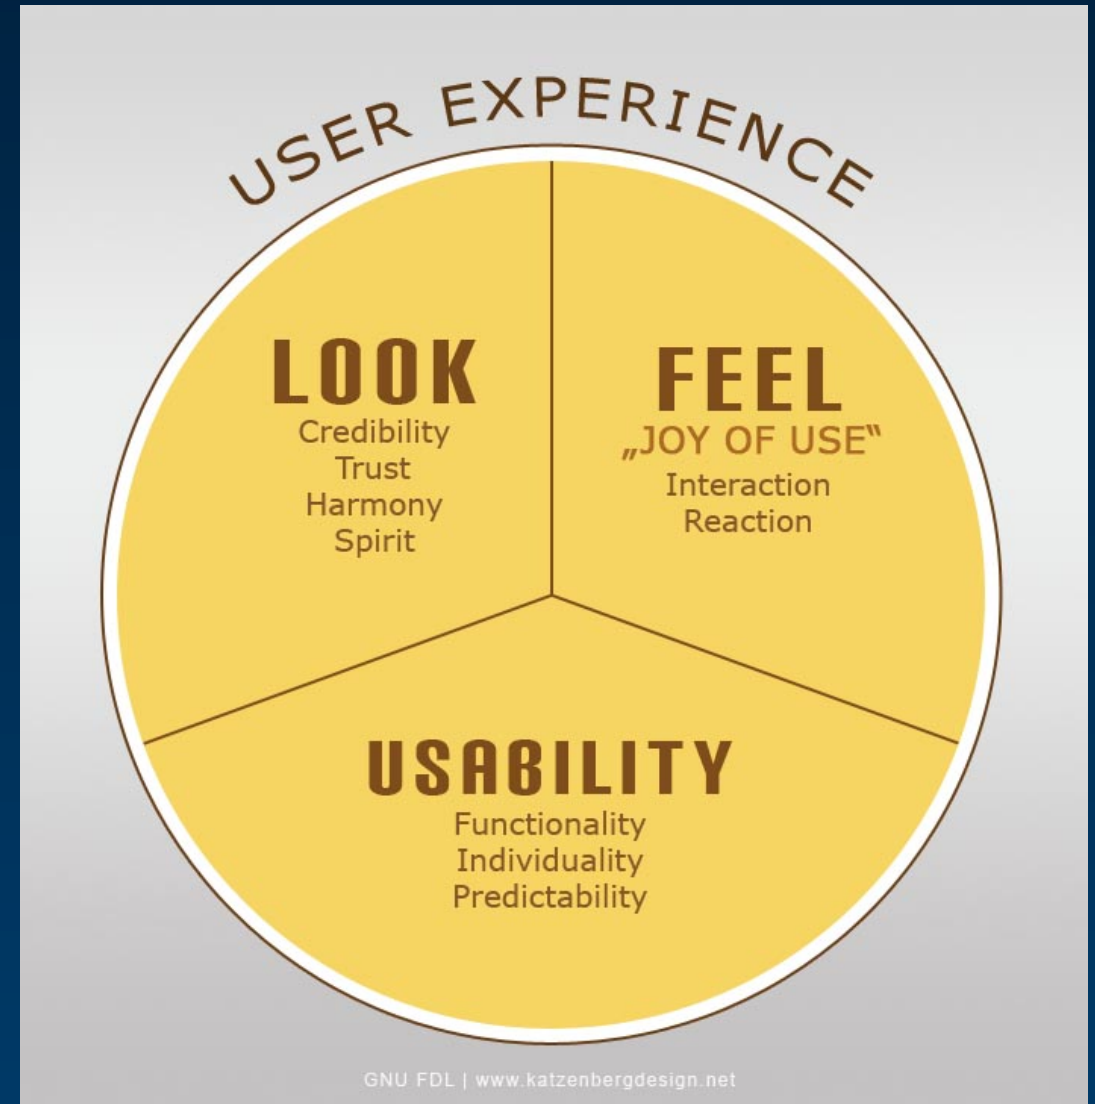 USER EXPERIENCE
LOOK
Credibility
Trust
Harmony
Spirit
FEEL
„JOY OF USE‟
Interaction
Reaction
USABILITY
Functionality
Individuality
Predictability
GNU FDL | www.katzenbergdesign.net